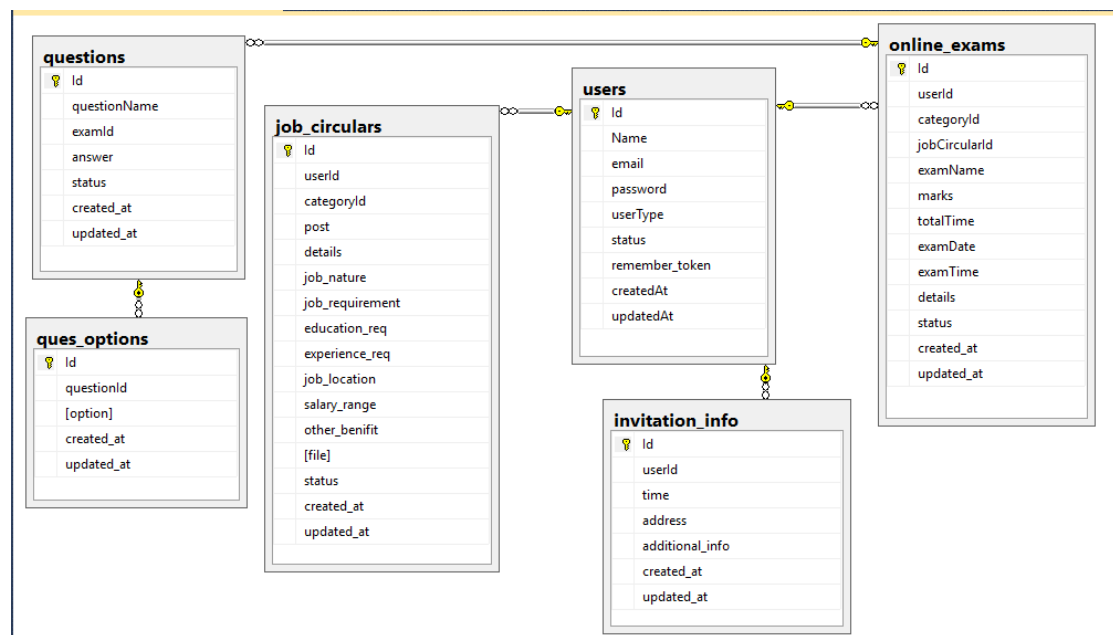 questions
Id
questionName
examId
answer
status
created_at
updated_at
ques_options
Id
questionId
[option]
created_at
updated_at
job_circulars
Id
userId
categoryId
post
details
job_nature
job_requirement
education_req
experience_req
job_location
salary_range
other_benifit
[file]
status
created_at
updated_at
users
Id
Name
email
password
userType
status
remember_token
createdAt
updatedAt
invitation_info
Id
userId
time
address
additional_info
created_at
updated_at
online_exams
Id
userId
categoryId
jobCircularId
examName
marks
totalTime
examDate
examTime
details
status
created_at
updated_at